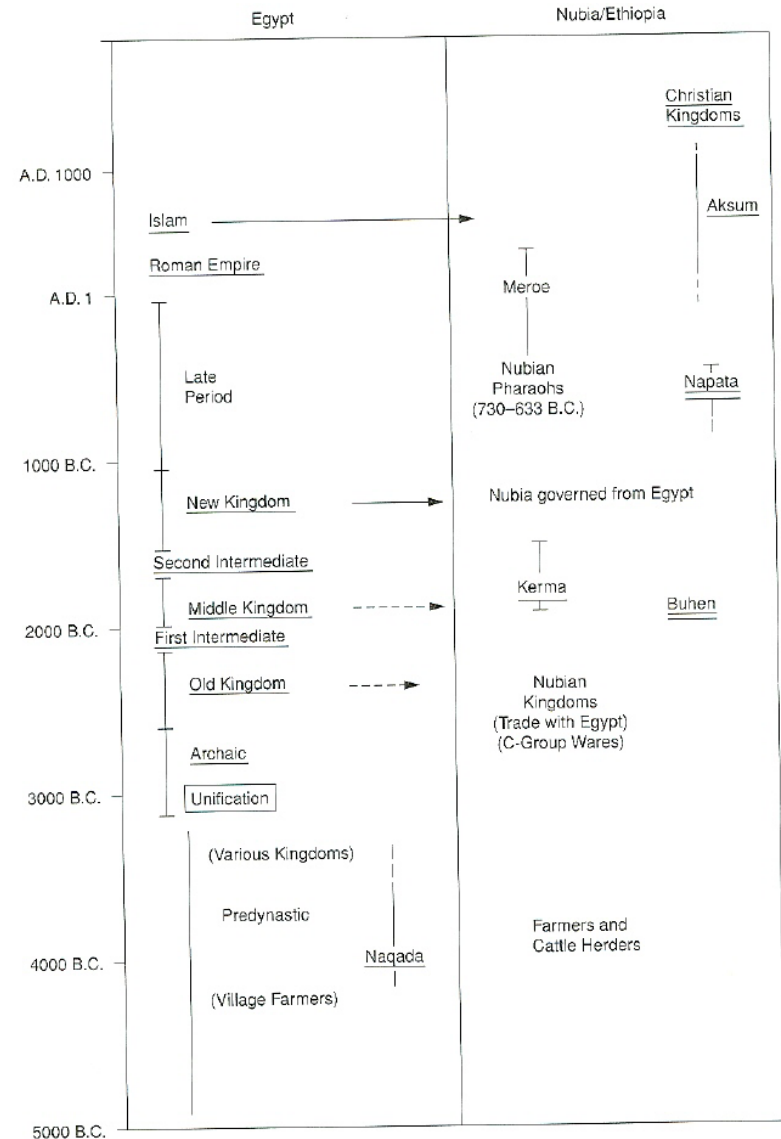 Egypt
Nubia/Ethiopia
Christian
Kingdoms
A.D. 1000
Aksum
Islam
Roman Empire
A.D. 1
Meroe
Late
Period
Nubian
Pharaohs
(730–633 B.C.)
Napata
1000 B.C.
New Kingdom
Nubia governed from Egypt
Second Intermediate
Kerma
Middle Kingdom
Buhen
2000 B.C.
First Intermediate
Old Kingdom
Nubian
Kingdoms
(Trade with Egypt)
(C-Group Wares)
Archaic
3000 B.C.
Unification
(Various Kingdoms)
Predynastic
Farmers and
Cattle Herders
Naqada
4000 B.C.
(Village Farmers)
5000 B.C.